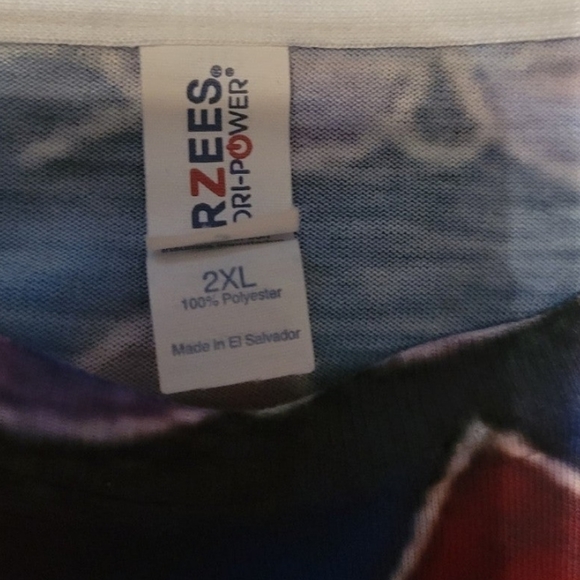 RZEES®
DRI-POWER®
2XL
100% Polyester
Made in El Salvador